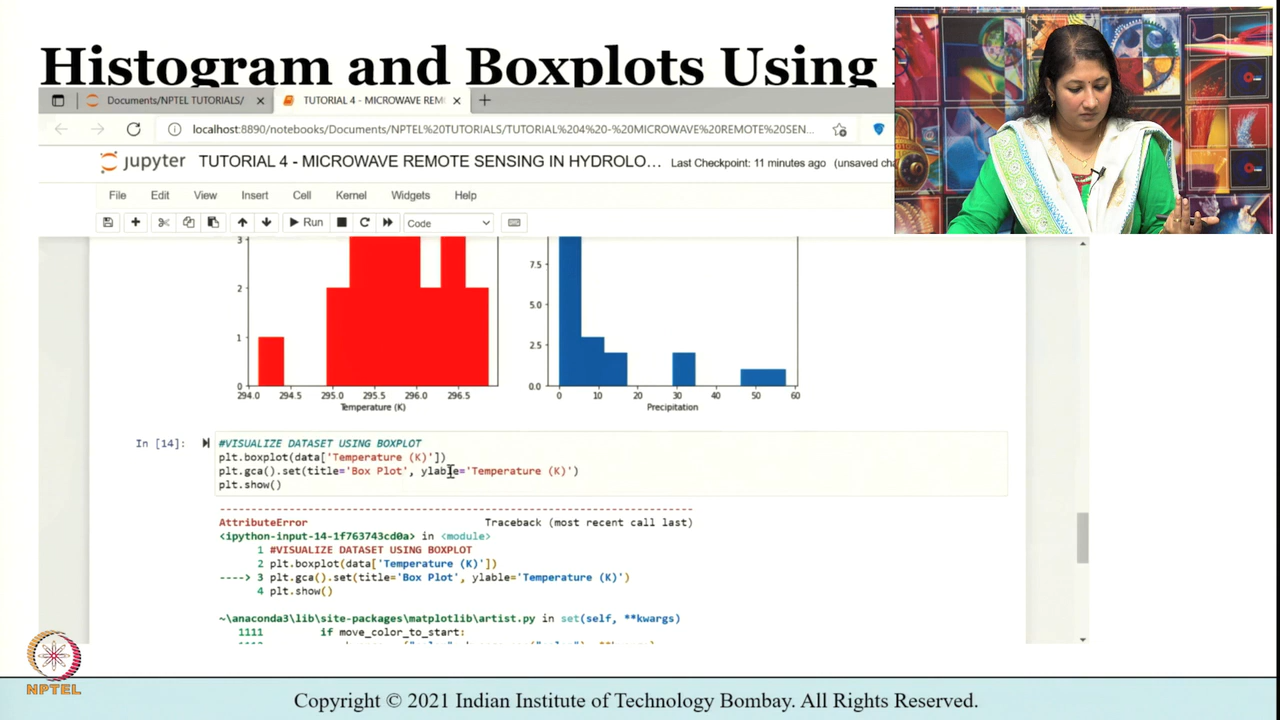 Histogram and Boxplots Using
Documents/NPTEL TUTORIALS/
TUTORIAL 4 - MICROWAVE REM
localhost:8890/notebooks/Documents/NPTEL%20TUTORIALS/TUTORIAL%204%20-%20MICROWAVE%20REMOTE%20SEN...
jupyter TUTORIAL 4 - MICROWAVE REMOTE SENSING IN HYDROLO... Last Checkpoint: 11 minutes ago (unsaved cha
File Edit View Insert Cell Kernel Widgets Help
Run Code
3
2
1
0
294.0 294.5 295.0 295.5 296.0 296.5
Temperature (K)
7.5
5.0
2.5
0.0
0 10 20 30 40 50 60
Precipitation
In [14]:
#VISUALIZE DATASET USING BOXPLOT
plt.boxplot(data['Temperature (K)'])
plt.gca().set(title='Box Plot', ylable='Temperature (K)')
plt.show()
AttributeError Traceback (most recent call last)
<ipython-input-14-1f763743cd0a> in <module>
1 #VISUALIZE DATASET USING BOXPLOT
2 plt.boxplot(data['Temperature (K)'])
----> 3 plt.gca().set(title='Box Plot', ylable='Temperature (K)')
4 plt.show()
~\anaconda3\lib\site-packages\matplotlib\artist.py in set(self, **kwargs)
1111 if move_color_to_start:
NPTEL
Copyright © 2021 Indian Institute of Technology Bombay. All Rights Reserved.